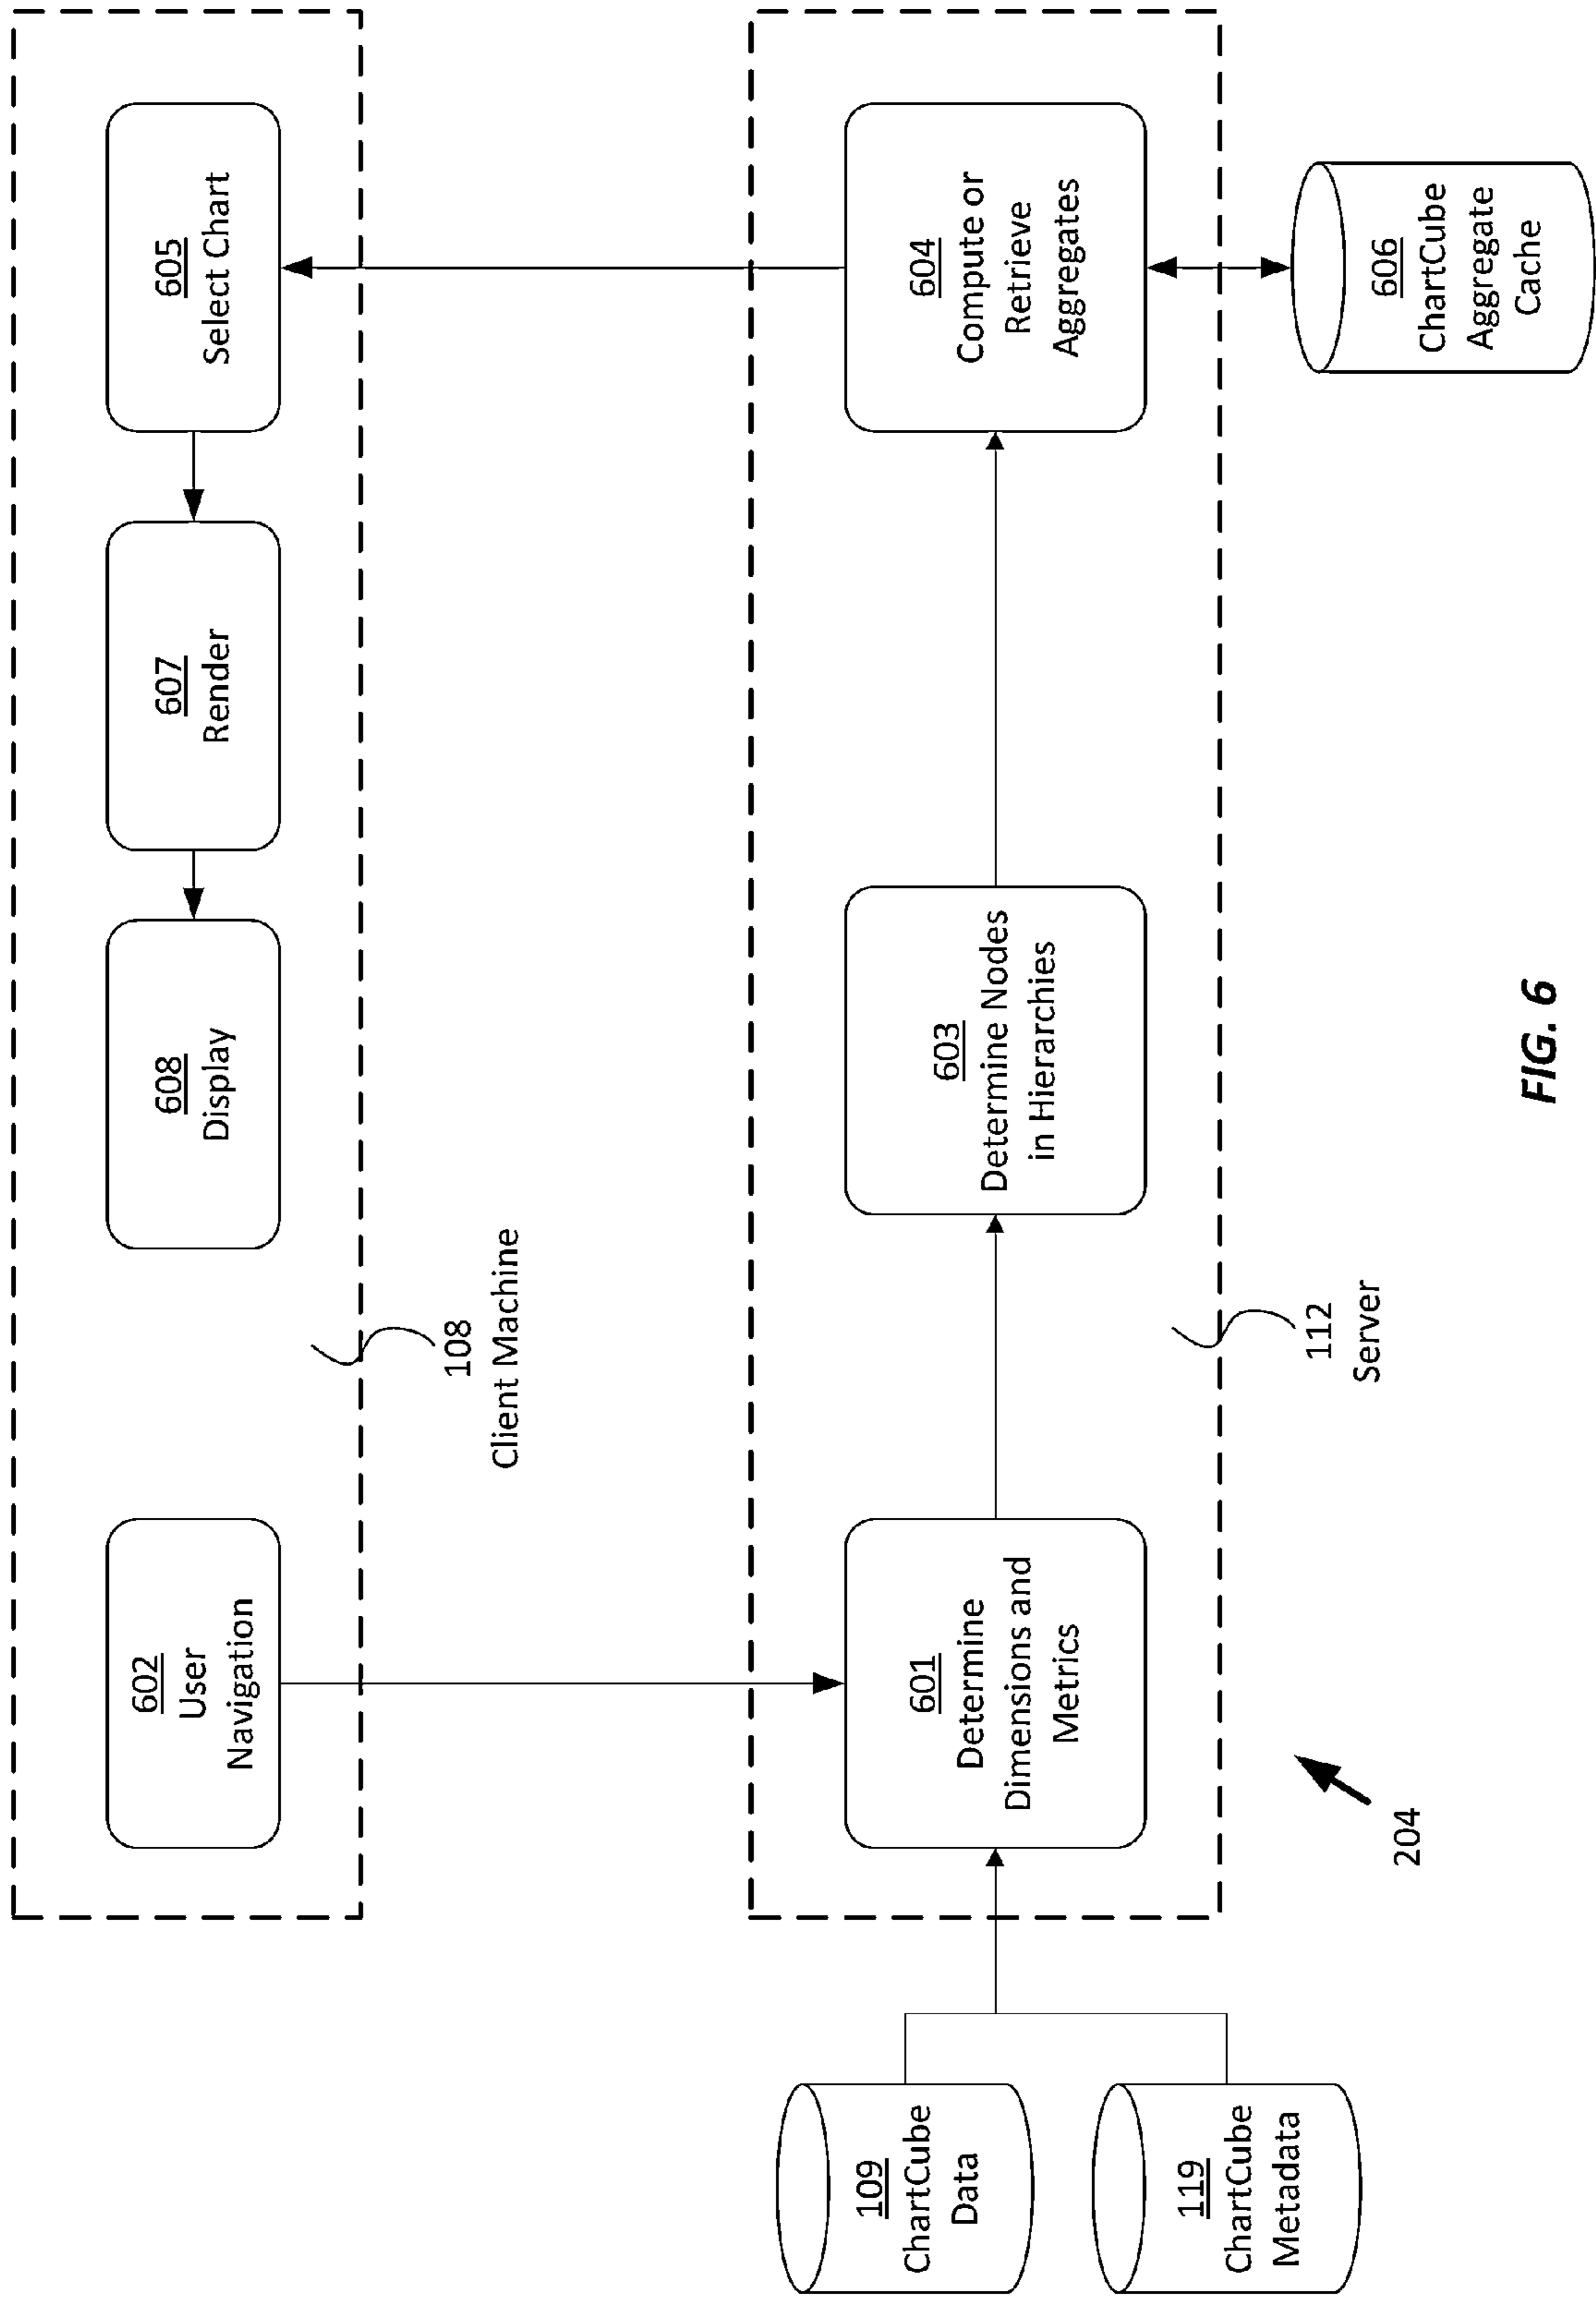 602
User
Navigation
608
Display
607
Render
605
Select Chart
108
Client Machine
109
ChartCube
Data
119
ChartCube
Metadata
601
Determine
Dimensions and
Metrics
603
Determine Nodes
in Hierarchies
604
Compute or
Retrieve
Aggregates
112
Server
606
ChartCube
Aggregate
Cache
204
FIG. 6